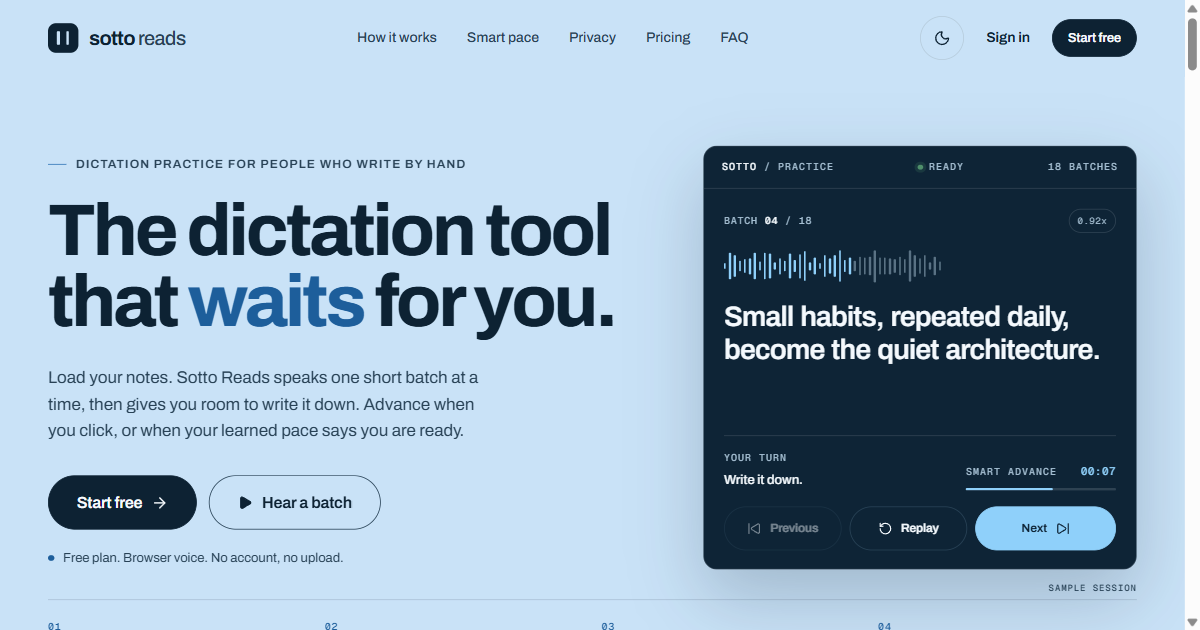 sotto reads
How it works
Smart pace
Privacy
Pricing
FAQ
Sign in
Start free
DICTATION PRACTICE FOR PEOPLE WHO WRITE BY HAND
The dictation tool
that waits for you.
Load your notes. Sotto Reads speaks one short batch at a
time, then gives you room to write it down. Advance when
you click, or when your learned pace says you are ready.
Start free
Hear a batch
Free plan. Browser voice. No account, no upload.
SOTTO / PRACTICE
READY
18 BATCHES
BATCH 04 / 18
0.92x
Small habits, repeated daily,
become the quiet architecture.
YOUR TURN
Write it down.
SMART ADVANCE
00:07
Previous
Replay
Next
SAMPLE SESSION
01
02
03
04